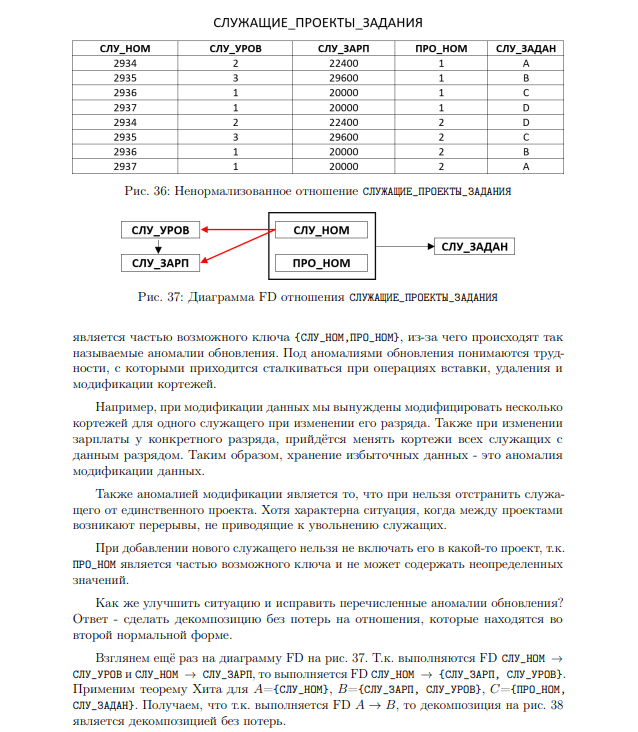 СЛУЖАЩИЕ_ПРОЕКТЫ_ЗАДАНИЯ
СЛУ_НОМ СЛУ_УРОВ СЛУ_ЗАРП ПРО_НОМ СЛУ_ЗАДАН
2934 2 22400 1 A
2935 3 29600 1 B
2936 1 20000 1 C
2937 1 20000 1 D
2934 2 22400 2 D
2935 3 29600 2 C
2936 1 20000 2 B
2937 1 20000 2 A
Рис. 36: Ненормализованное отношение СЛУЖАЩИЕ_ПРОЕКТЫ_ЗАДАНИЯ
СЛУ_УРОВ СЛУ_НОМ
СЛУ_ЗАДАН
СЛУ_ЗАРП ПРО_НОМ
Рис. 37: Диаграмма FD отношения СЛУЖАЩИЕ_ПРОЕКТЫ_ЗАДАНИЯ
является частью возможного ключа {СЛУ_НОМ,ПРО_НОМ}, из-за чего происходят так
называемые аномалии обновления. Под аномалиями обновления понимаются труд-
ности, с которыми приходится сталкиваться при операциях вставки, удаления и
модификации кортежей.
Например, при модификации данных мы вынуждены модифицировать несколько
кортежей для одного служащего при изменении его разряда. Также при изменении
зарплаты у конкретного разряда, прийдётся менять кортежи всех служащих с
данным разрядом. Таким образом, хранение избыточных данных - это аномалия
модификации данных.
Также аномалией модификации является то, что при нельзя отстранить служа-
щего от единственного проекта. Хотя характерна ситуация, когда между проектами
возникают перерывы, не приводящие к увольнению служащих.
При добавлении нового служащего нельзя не включать его в какой-то проект, т.к.
ПРО_НОМ является частью возможного ключа и не может содержать неопределенных
значений.
Как же улучшить ситуацию и исправить перечисленные аномалии обновления?
Ответ - сделать декомпозицию без потерь на отношения, которые находятся во
второй нормальной форме.
Взглянем ещё раз на диаграмму FD на рис. 37. Т.к. выполняются FD СЛУ_НОМ →
СЛУ_УРОВ и СЛУ_НОМ → СЛУ_ЗАРП, то выполняется FD СЛУ_НОМ → {СЛУ_ЗАРП, СЛУ_УРОВ}.
Применим теорему Хита для A={СЛУ_НОМ}, B={СЛУ_ЗАРП, СЛУ_УРОВ}, C={ПРО_НОМ,
СЛУ_ЗАДАН}. Получаем, что т.к. выполняется FD A → B, то декомпозиция на рис. 38
является декомпозицией без потерь.